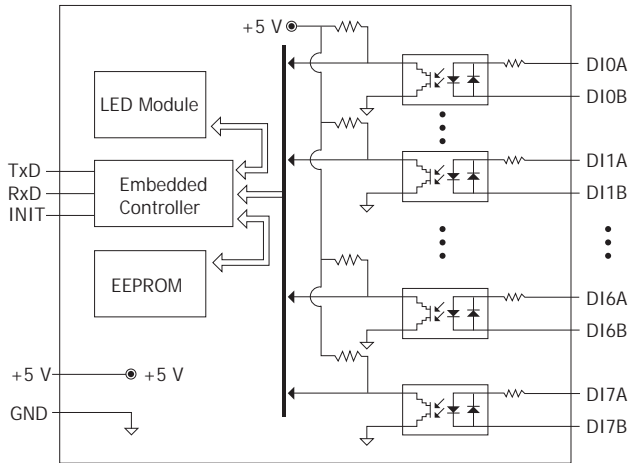 +5 V
DI0A
LED Module
DI0B
TxD
Embedded
Controller
DI1A
RxD
DI1B
INIT
EEPROM
DI6A
DI6B
+5 V
+5 V
DI7A
GND
DI7B